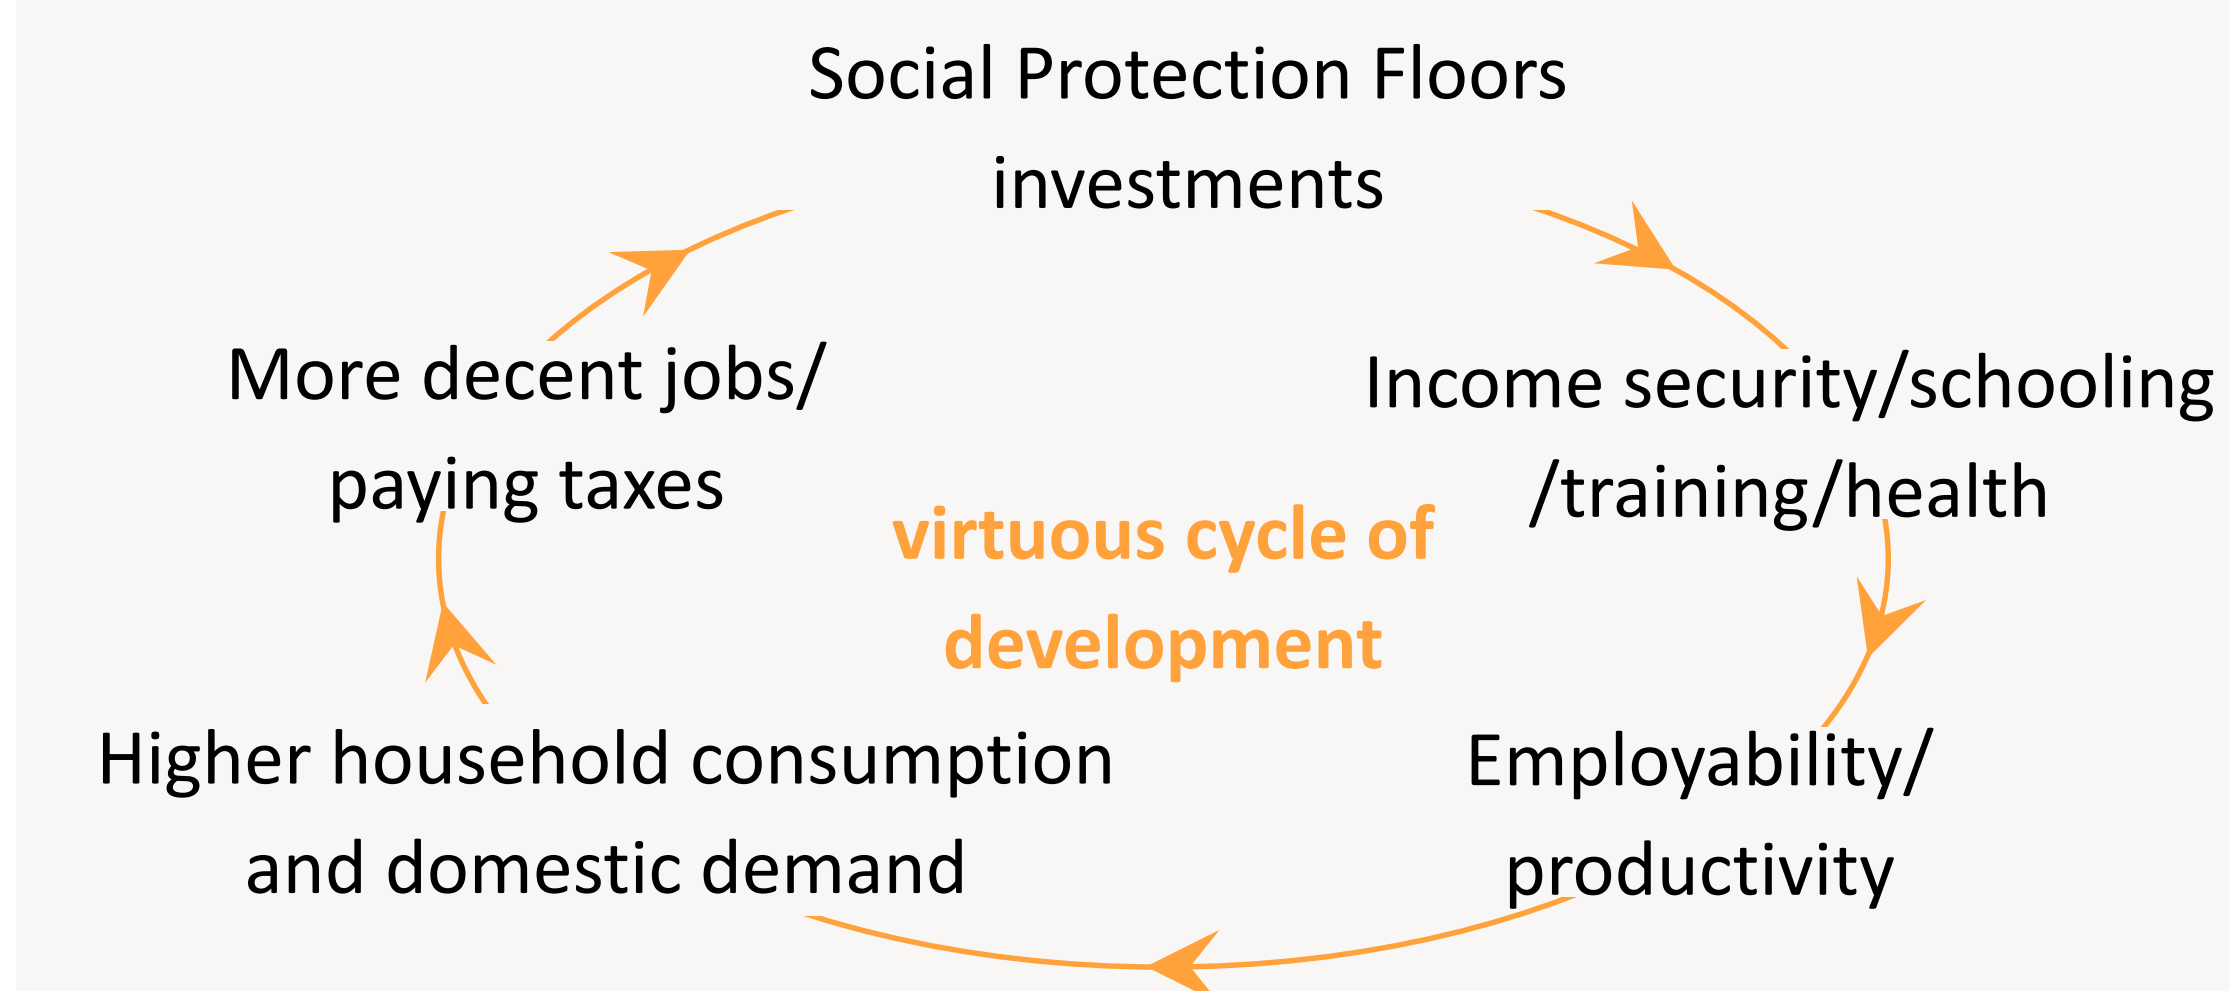 Social Protection Floors
investments
More decent jobs/
paying taxes
Income security/schooling
/training/health
virtuous cycle of
development
Higher household consumption
and domestic demand
Employability/
productivity